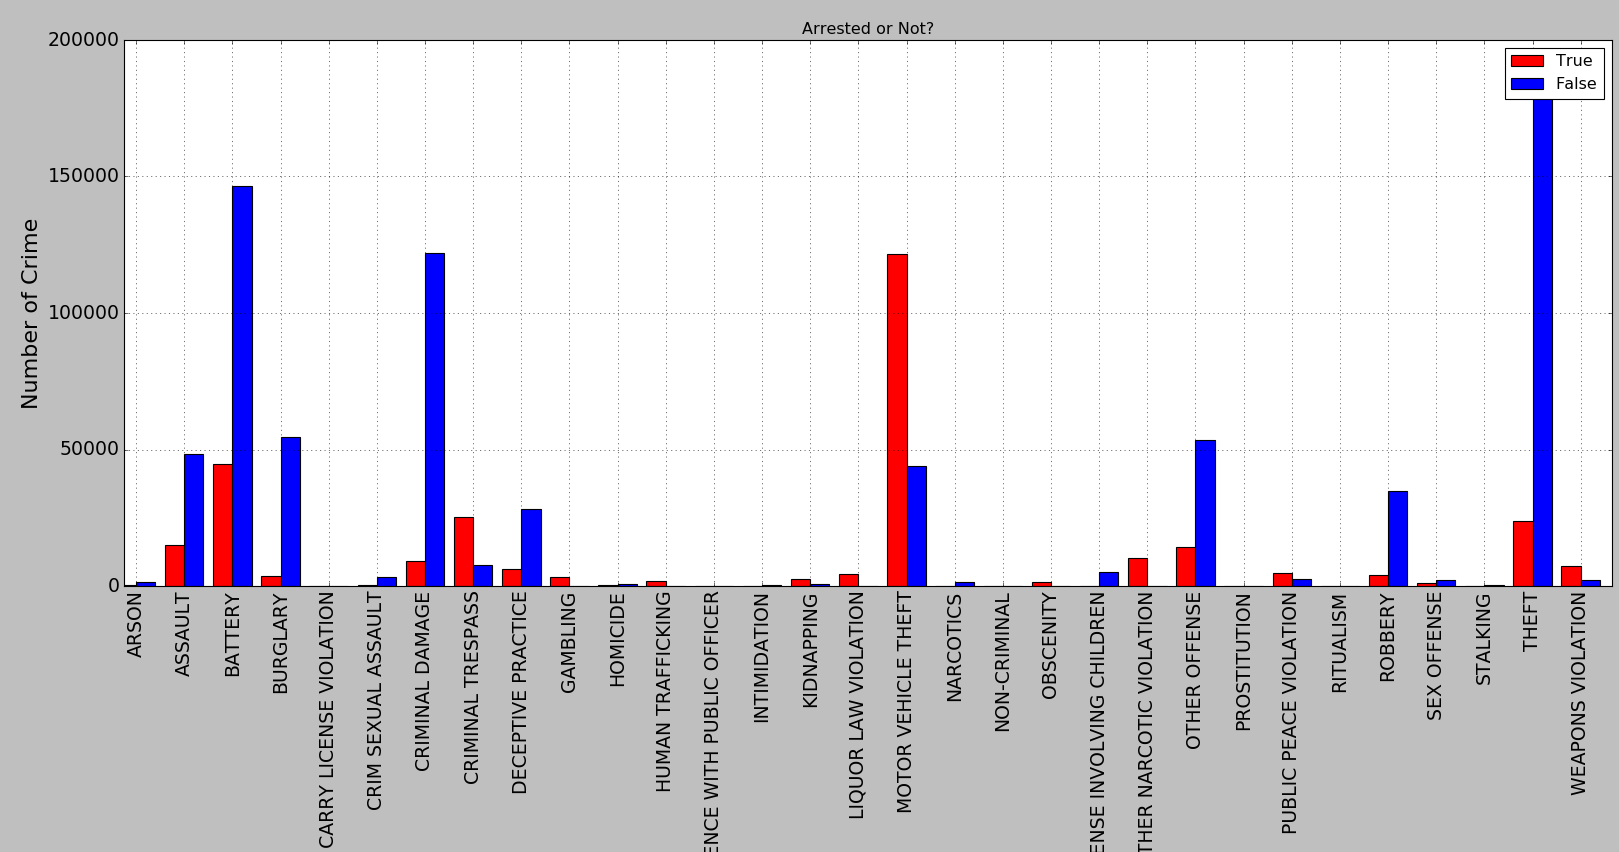 Arrested or Not?
200000
150000
100000
50000
0
Number of Crime
True
False
ARSON
ASSAULT
BATTERY
BURGLARY
CARRY LICENSE VIOLATION
CRIM SEXUAL ASSAULT
CRIMINAL DAMAGE
CRIMINAL TRESPASS
DECEPTIVE PRACTICE
GAMBLING
HOMICIDE
HUMAN TRAFFICKING
ENCE WITH PUBLIC OFFICER
INTIMIDATION
KIDNAPPING
LIQUOR LAW VIOLATION
MOTOR VEHICLE THEFT
NARCOTICS
NON-CRIMINAL
OBSCENITY
ENSE INVOLVING CHILDREN
THER NARCOTIC VIOLATION
OTHER OFFENSE
PROSTITUTION
PUBLIC PEACE VIOLATION
RITUALISM
ROBBERY
SEX OFFENSE
STALKING
THEFT
WEAPONS VIOLATION